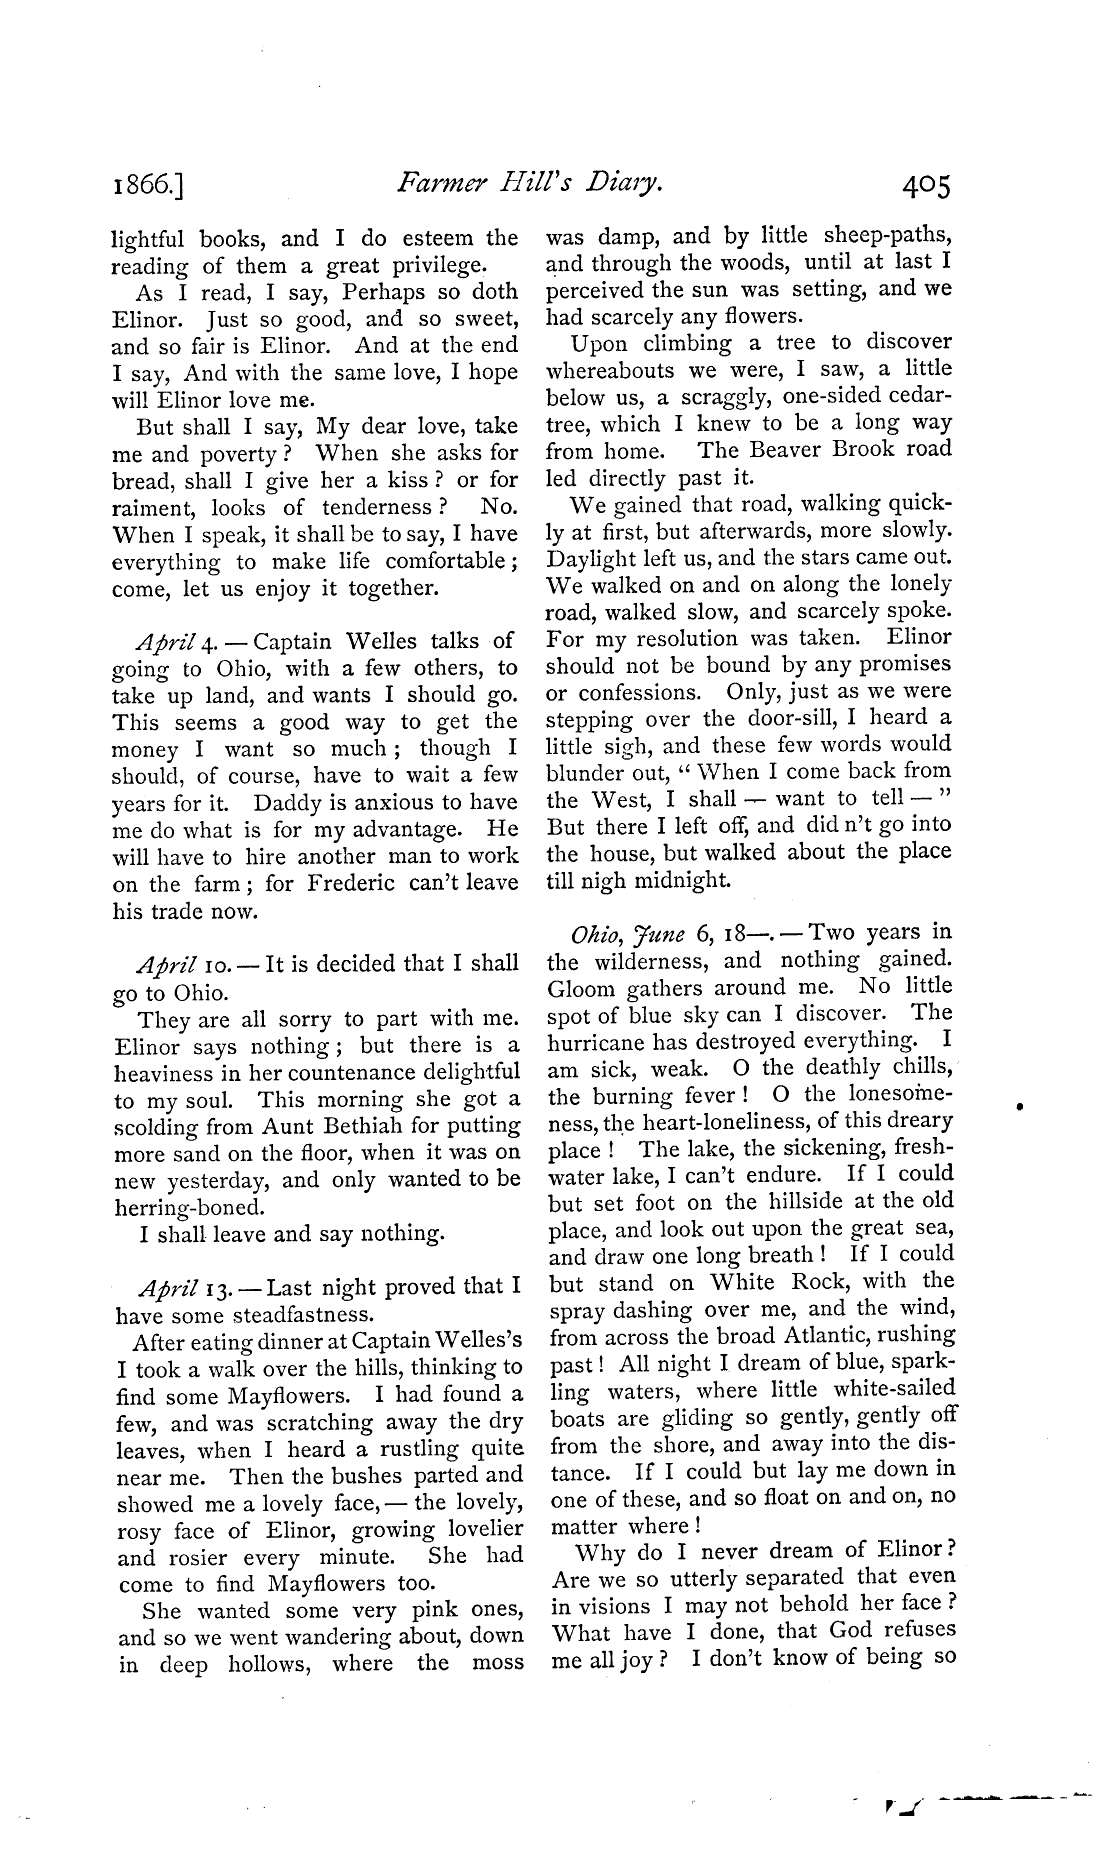 1866.] Farmer Hill's Diary. 405
lightful books, and I do esteem the
reading of them a great privilege.
As I read, I say, Perhaps so doth
Elinor. Just so good, and so sweet,
and so fair is Elinor. And at the end
I say, And with the same love, I hope
will Elinor love me.
But shall I say, My dear love, take
me and poverty? When she asks for
bread, shall I give her a kiss? or for
raiment, looks of tenderness? No.
When I speak, it shall be to say, I have
everything to make life comfortable;
come, let us enjoy it together.
April 4. — Captain Welles talks of
going to Ohio, with a few others, to
take up land, and wants I should go.
This seems a good way to get the
money I want so much; though I
should, of course, have to wait a few
years for it. Daddy is anxious to have
me do what is for my advantage. He
will have to hire another man to work
on the farm; for Frederic can't leave
his trade now.
April 10. — It is decided that I shall
go to Ohio.
They are all sorry to part with me.
Elinor says nothing; but there is a
heaviness in her countenance delightful
to my soul. This morning she got a
scolding from Aunt Bethiah for putting
more sand on the floor, when it was on
new yesterday, and only wanted to be
herring-boned.
I shall leave and say nothing.
April 13. — Last night proved that I
have some steadfastness.
After eating dinner at Captain Welles's
I took a walk over the hills, thinking to
find some Mayflowers. I had found a
few, and was scratching away the dry
leaves, when I heard a rustling quite
near me. Then the bushes parted and
showed me a lovely face, — the lovely,
rosy face of Elinor, growing lovelier
and rosier every minute. She had
come to find Mayflowers too.
She wanted some very pink ones,
and so we went wandering about, down
in deep hollows, where the moss
was damp, and by little sheep-paths,
and through the woods, until at last I
perceived the sun was setting, and we
had scarcely any flowers.
Upon climbing a tree to discover
whereabouts we were, I saw, a little
below us, a scraggly, one-sided cedar-
tree, which I knew to be a long way
from home. The Beaver Brook road
led directly past it.
We gained that road, walking quick-
ly at first, but afterwards, more slowly.
Daylight left us, and the stars came out.
We walked on and on along the lonely
road, walked slow, and scarcely spoke.
For my resolution was taken. Elinor
should not be bound by any promises
or confessions. Only, just as we were
stepping over the door-sill, I heard a
little sigh, and these few words would
blunder out, "When I come back from
the West, I shall — want to tell — "
But there I left off, and didn't go into
the house, but walked about the place
till nigh midnight.
Ohio, June 6, 18—. — Two years in
the wilderness, and nothing gained.
Gloom gathers around me. No little
spot of blue sky can I discover. The
hurricane has destroyed everything. I
am sick, weak. O the deathly chills,
the burning fever! O the lonesome-
ness, the heart-loneliness, of this dreary
place! The lake, the sickening, fresh-
water lake, I can't endure. If I could
but set foot on the hillside at the old
place, and look out upon the great sea,
and draw one long breath! If I could
but stand on White Rock, with the
spray dashing over me, and the wind,
from across the broad Atlantic, rushing
past! All night I dream of blue, spark-
ling waters, where little white-sailed
boats are gliding so gently, gently off
from the shore, and away into the dis-
tance. If I could but lay me down in
one of these, and so float on and on, no
matter where!
Why do I never dream of Elinor?
Are we so utterly separated that even
in visions I may not behold her face?
What have I done, that God refuses
me all joy? I don't know of being so